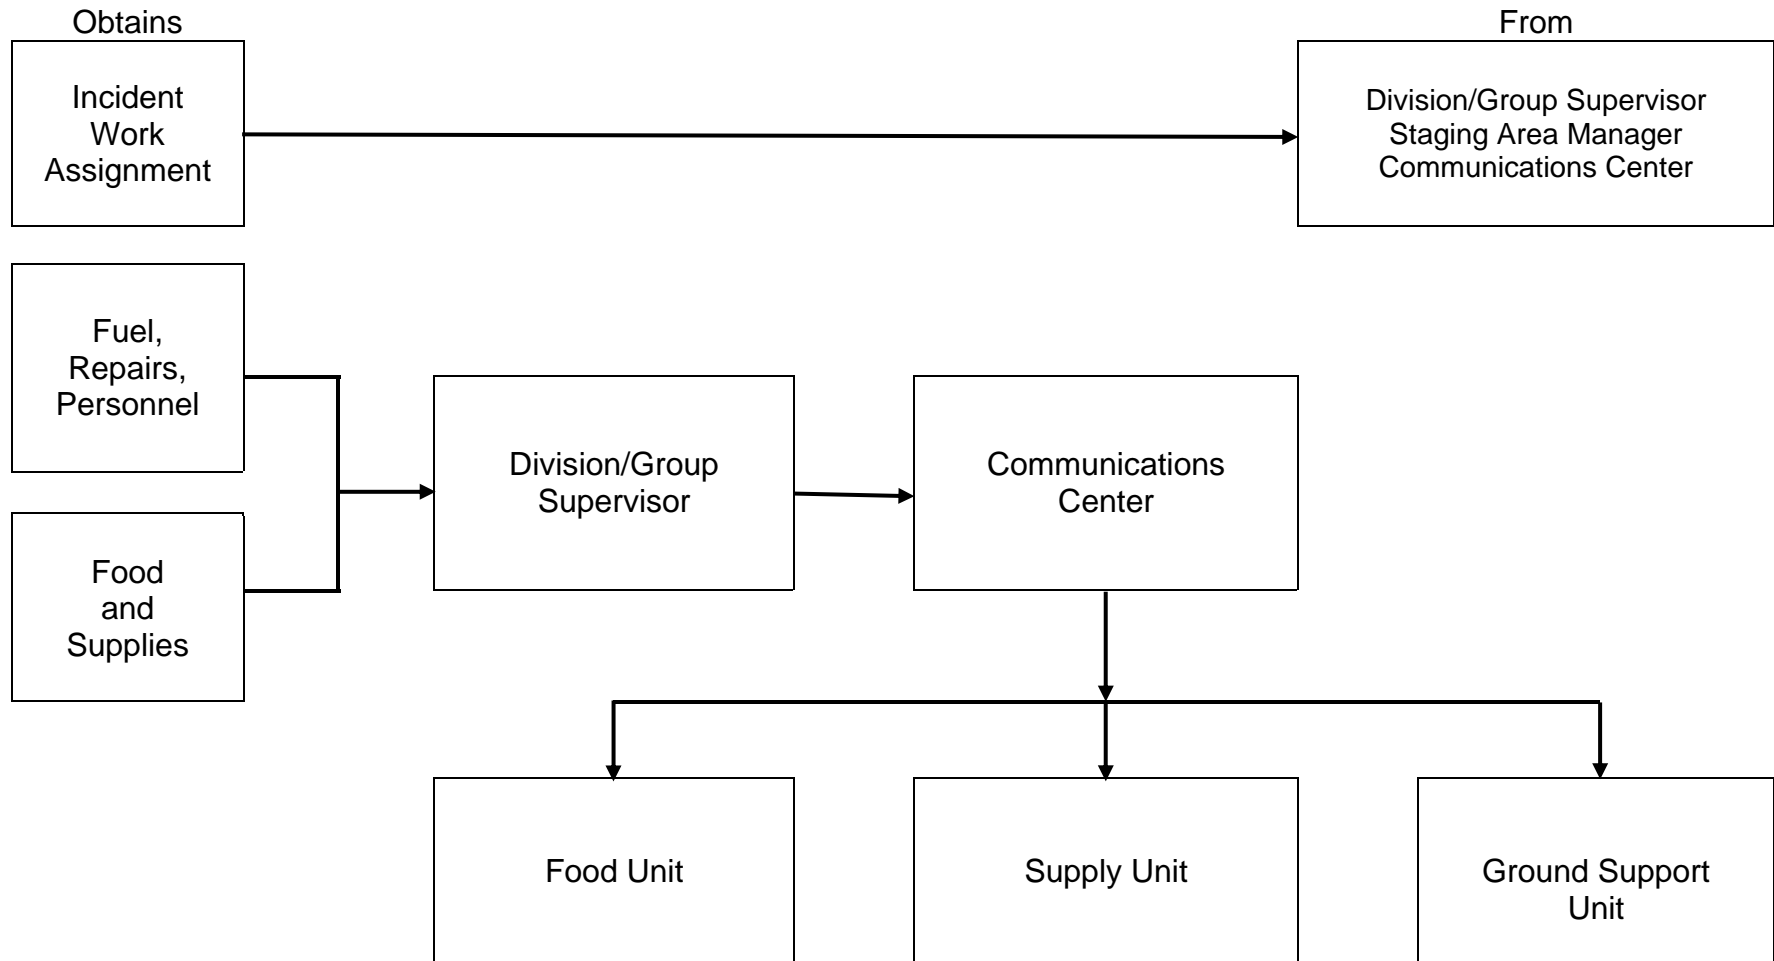 Obtains
From
Incident
Work
Assignment
Division/Group Supervisor
Staging Area Manager
Communications Center
Fuel,
Repairs,
Personnel
Division/Group
Supervisor
Communications
Center
Food
and
Supplies
Food Unit
Supply Unit
Ground Support
Unit